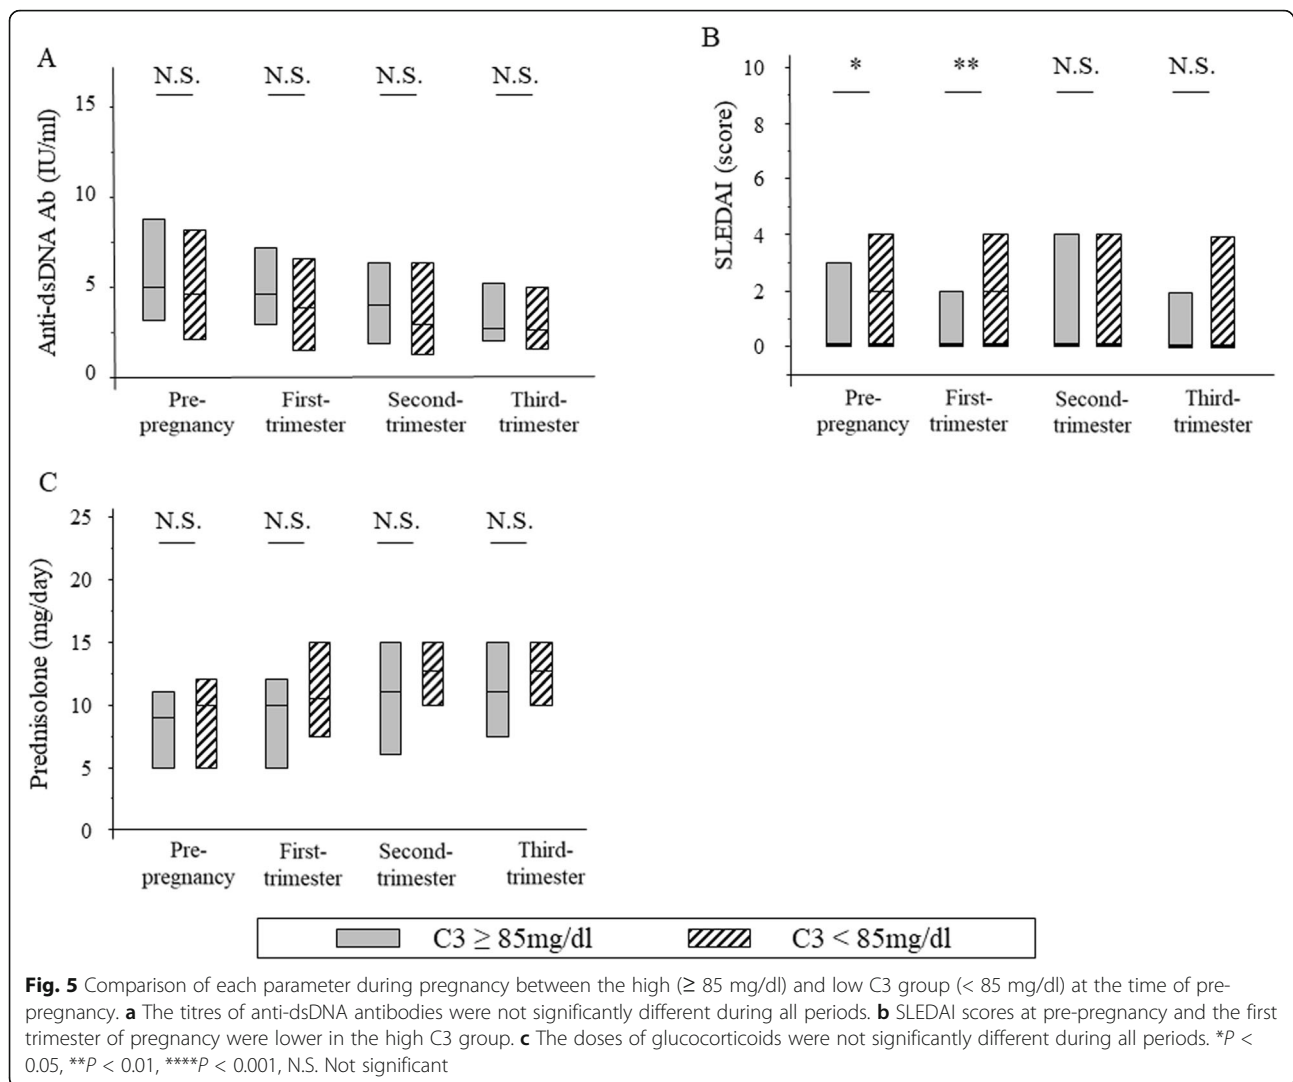 A
N.S. N.S. N.S. N.S.
Anti-dsDNA Ab (IU/ml)
15
10
5
0
Pre-pregnancy First-trimester Second-trimester Third-trimester
B
* ** N.S. N.S.
SLEDAI (score)
10
8
6
4
2
0
Pre-pregnancy First-trimester Second-trimester Third-trimester
C
N.S. N.S. N.S. N.S.
Prednisolone (mg/day)
25
20
15
10
5
0
Pre-pregnancy First-trimester Second-trimester Third-trimester
C3 ≥ 85mg/dl C3 < 85mg/dl
Fig. 5 Comparison of each parameter during pregnancy between the high (≥ 85 mg/dl) and low C3 group (< 85 mg/dl) at the time of pre-
pregnancy. a The titres of anti-dsDNA antibodies were not significantly different during all periods. b SLEDAI scores at pre-pregnancy and the first
trimester of pregnancy were lower in the high C3 group. c The doses of glucocorticoids were not significantly different during all periods. *P <
0.05, **P < 0.01, ****P < 0.001, N.S. Not significant